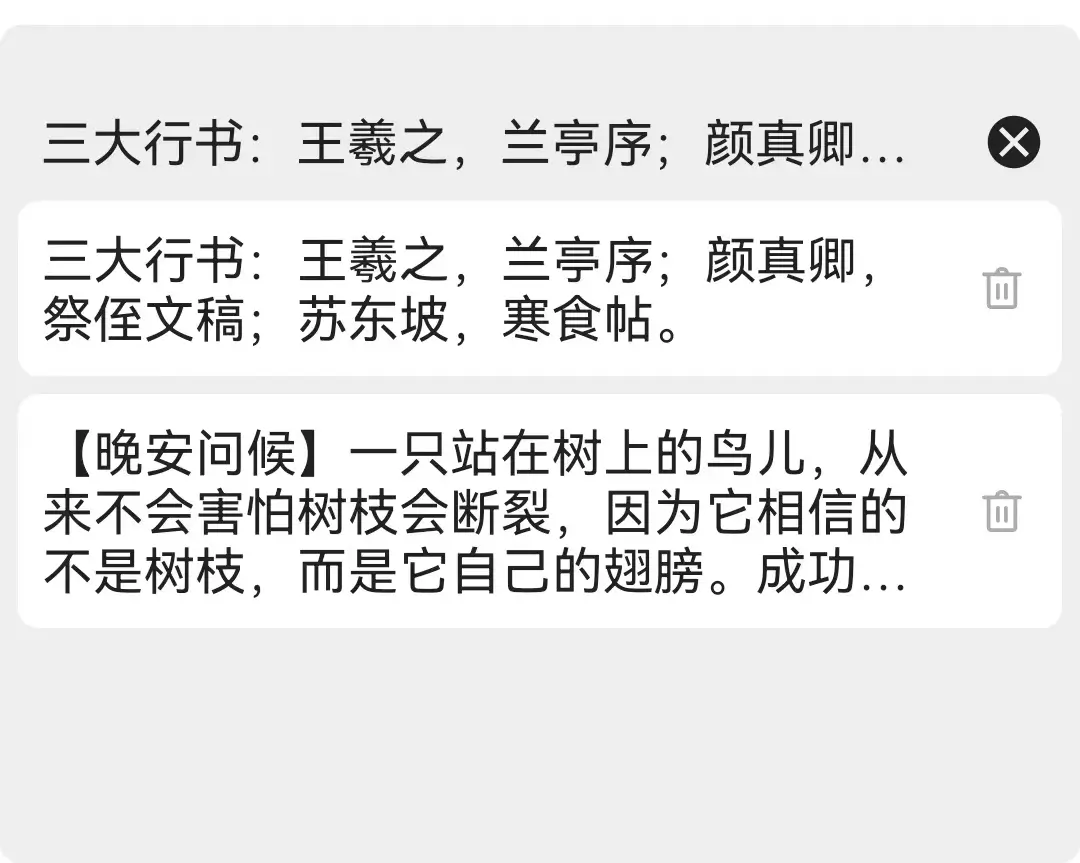 三大行书：王羲之，兰亭序；颜真卿...
三大行书：王羲之，兰亭序；颜真卿，
祭侄文稿；苏东坡，寒食帖。
【晚安问候】一只站在树上的鸟儿，从
来不会害怕树枝会断裂，因为它相信的
不是树枝，而是它自己的翅膀。成功...